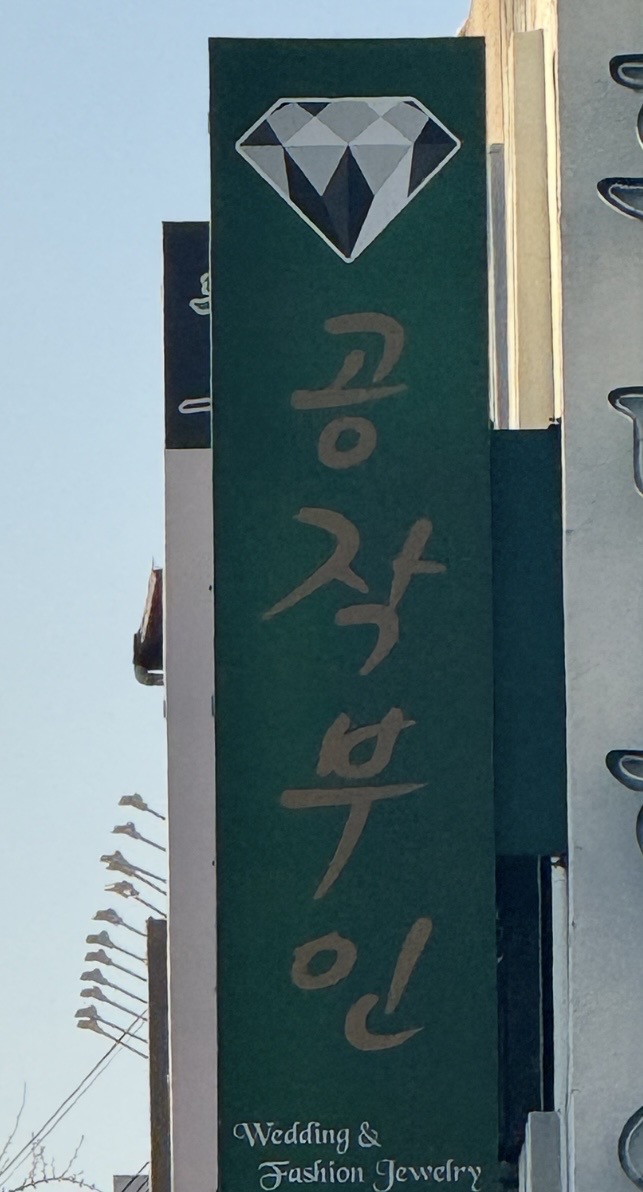 공작부인
Wedding &
Fashion Jewelry